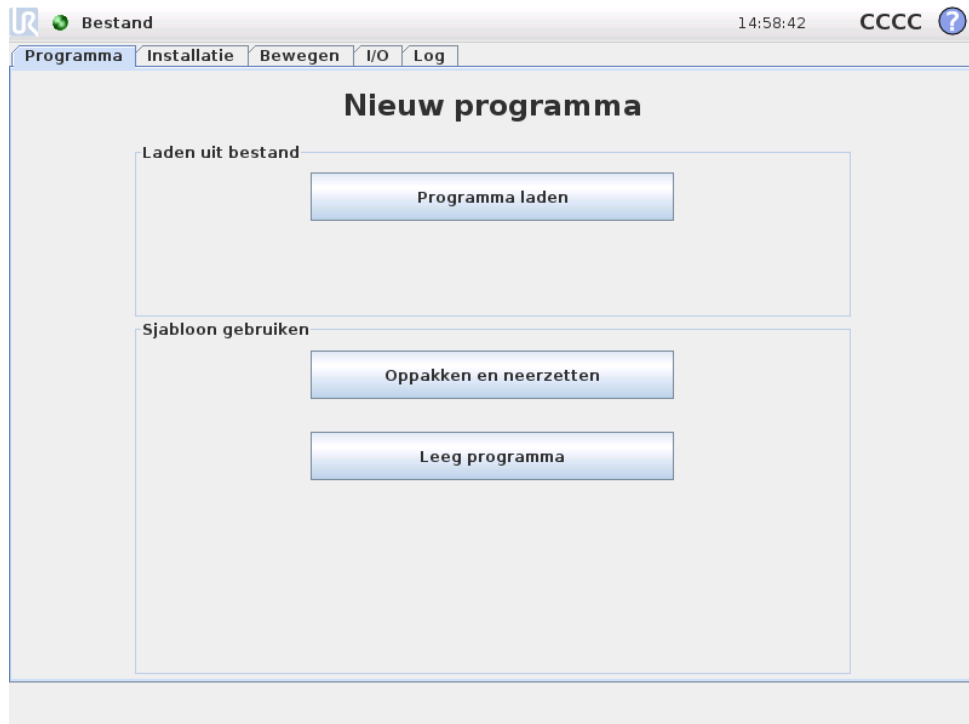 UR Bestand 14:58:42 CCCC ?
Programma Installatie Bewegen I/O Log
Nieuw programma
Laden uit bestand
Programma laden
Sjabloon gebruiken
Oppakken en neerzetten
Leeg programma